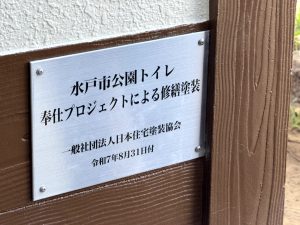 水戸市公園トイレ
奉仕プロジェクトによる修繕塗装
一般社団法人日本住宅塗装協会
令和7年8月31日付